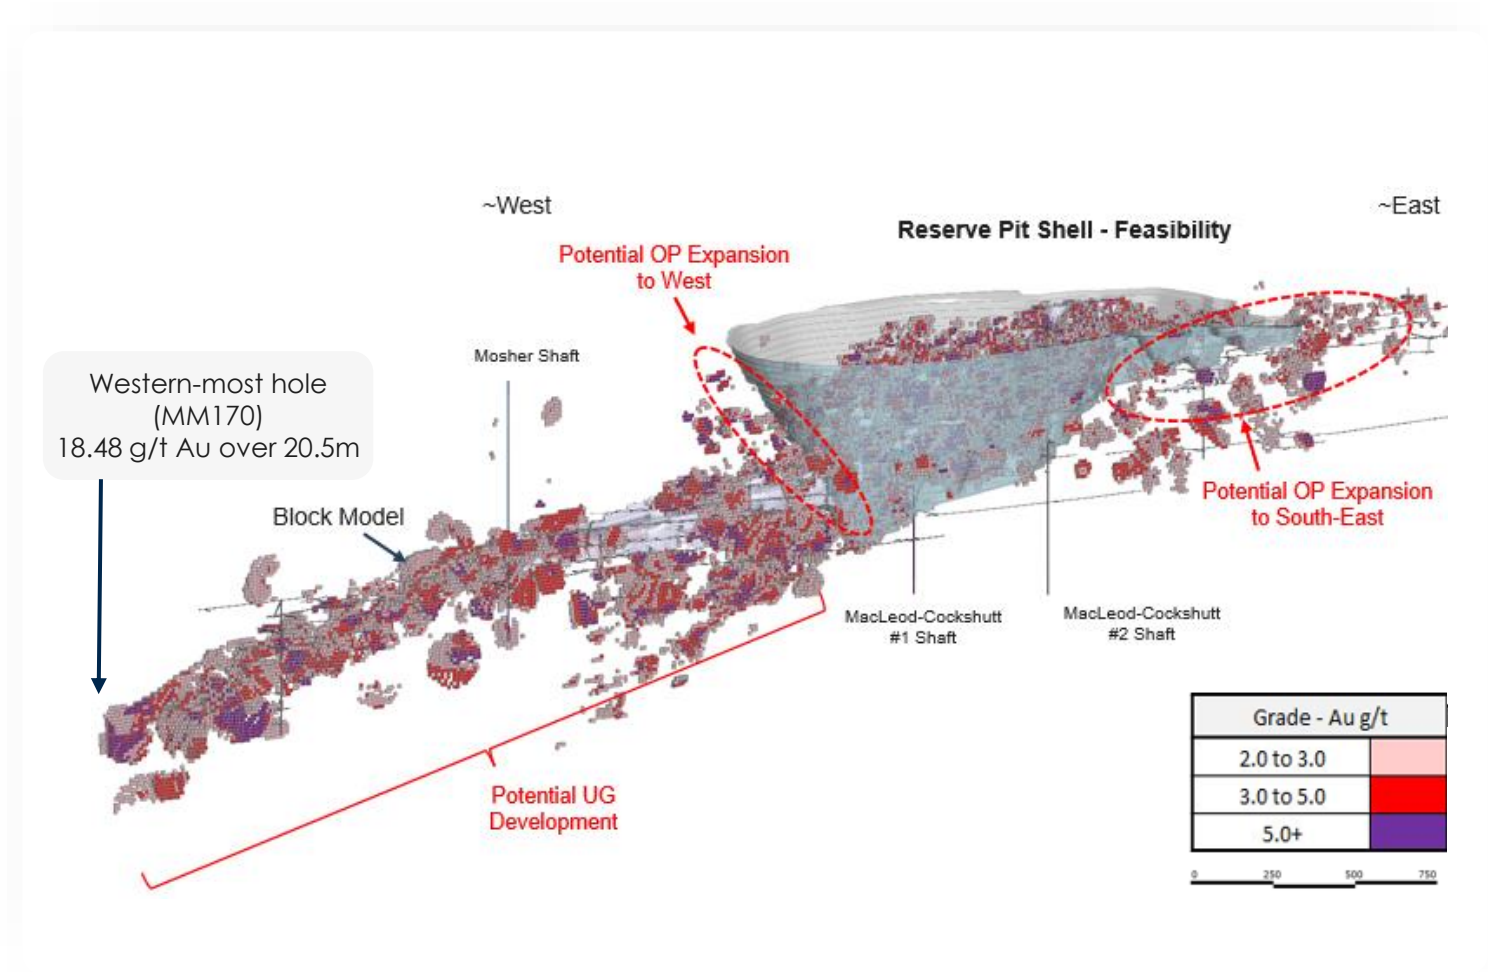 ~West
~East
Reserve Pit Shell - Feasibility
Potential OP Expansion
to West
Mosher Shaft
Western-most hole
(MM170)
18.48 g/t Au over 20.5m
Block Model
Potential OP Expansion
to South-East
MacLeod-Cockshutt
#1 Shaft
MacLeod-Cockshutt
#2 Shaft
Potential UG
Development
Grade - Au g/t
2.0 to 3.0
3.0 to 5.0
5.0+
0 250 500 750